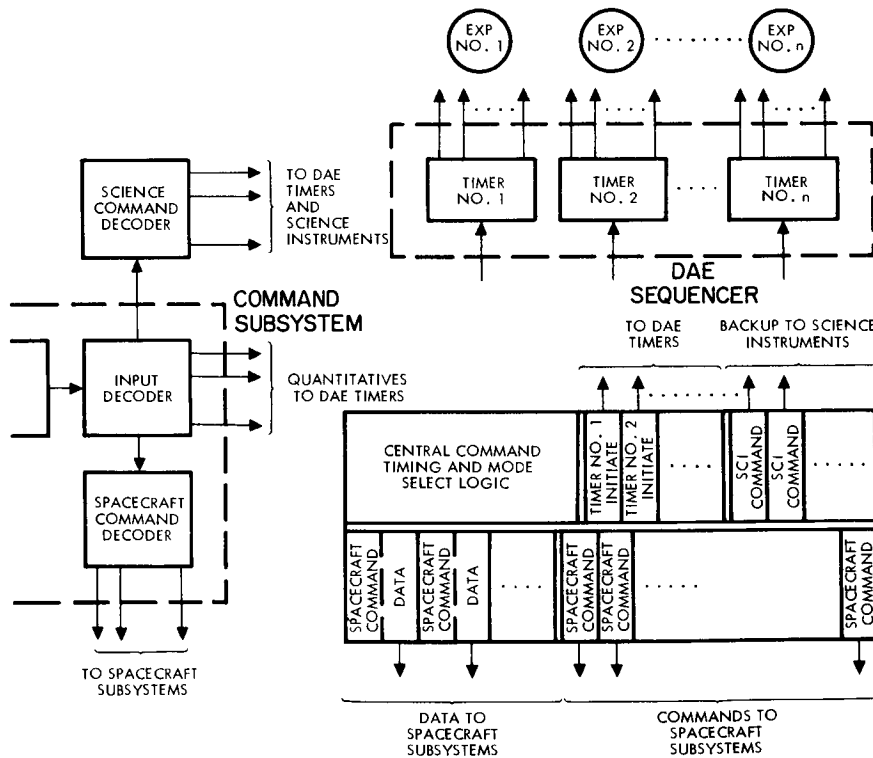 EXP
NO. 1
EXP
NO. 2
EXP
NO. n
TIMER
NO. 1
TIMER
NO. 2
TIMER
NO. n
DAE
SEQUENCER
SCIENCE
COMMAND
DECODER
TO DAE
TIMERS
AND
SCIENCE
INSTRUMENTS
COMMAND
SUBSYSTEM
INPUT
DECODER
QUANTITATIVES
TO DAE TIMERS
SPACECRAFT
COMMAND
DECODER
TO SPACECRAFT
SUBSYSTEMS
TO DAE
TIMERS
BACKUP TO SCIENCE
INSTRUMENTS
CENTRAL COMMAND
TIMING AND MODE
SELECT LOGIC
TIMER NO. 1
INITIATE
TIMER NO. 2
INITIATE
SCI
COMMAND
SCI
COMMAND
SPACECRAFT
COMMAND
DATA
SPACECRAFT
COMMAND
DATA
SPACECRAFT
COMMAND
SPACECRAFT
COMMAND
SPACECRAFT
COMMAND
DATA TO
SPACECRAFT
SUBSYSTEMS
COMMANDS TO
SPACECRAFT
SUBSYSTEMS